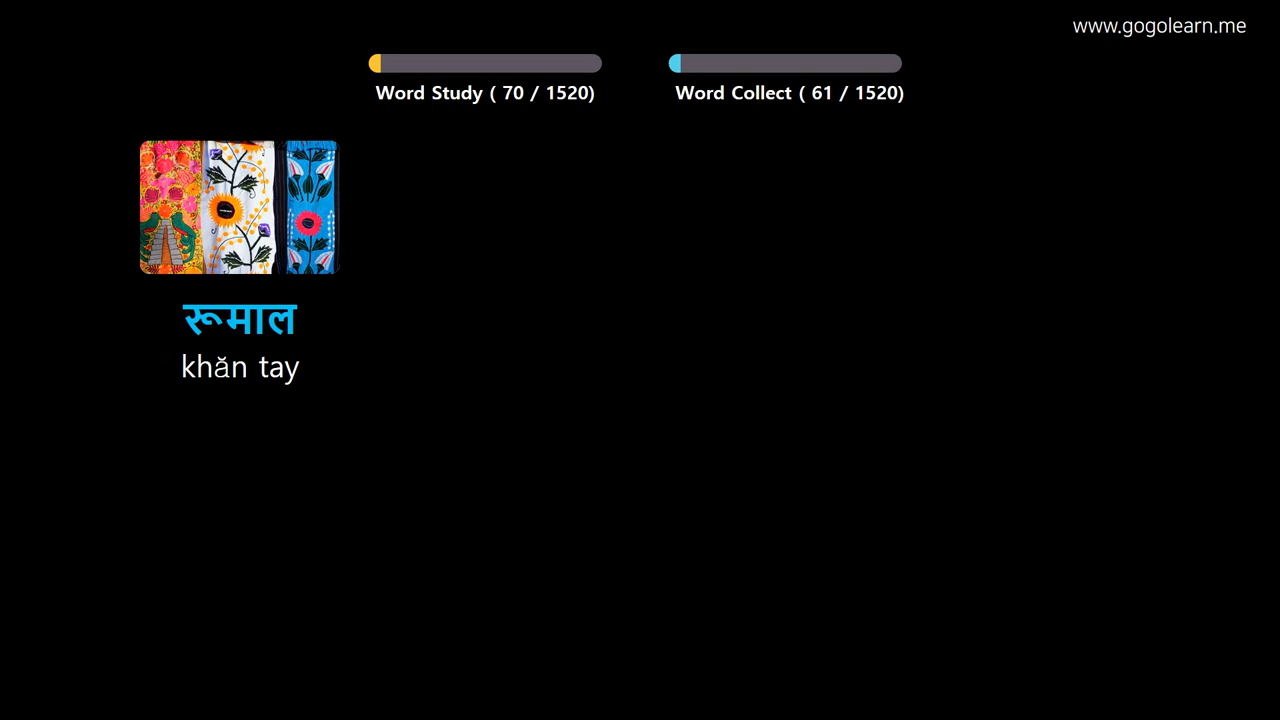 www.gogolearn.me
Word Study ( 70 / 1520)
Word Collect ( 61 / 1520)
रूमाल
khăn tay